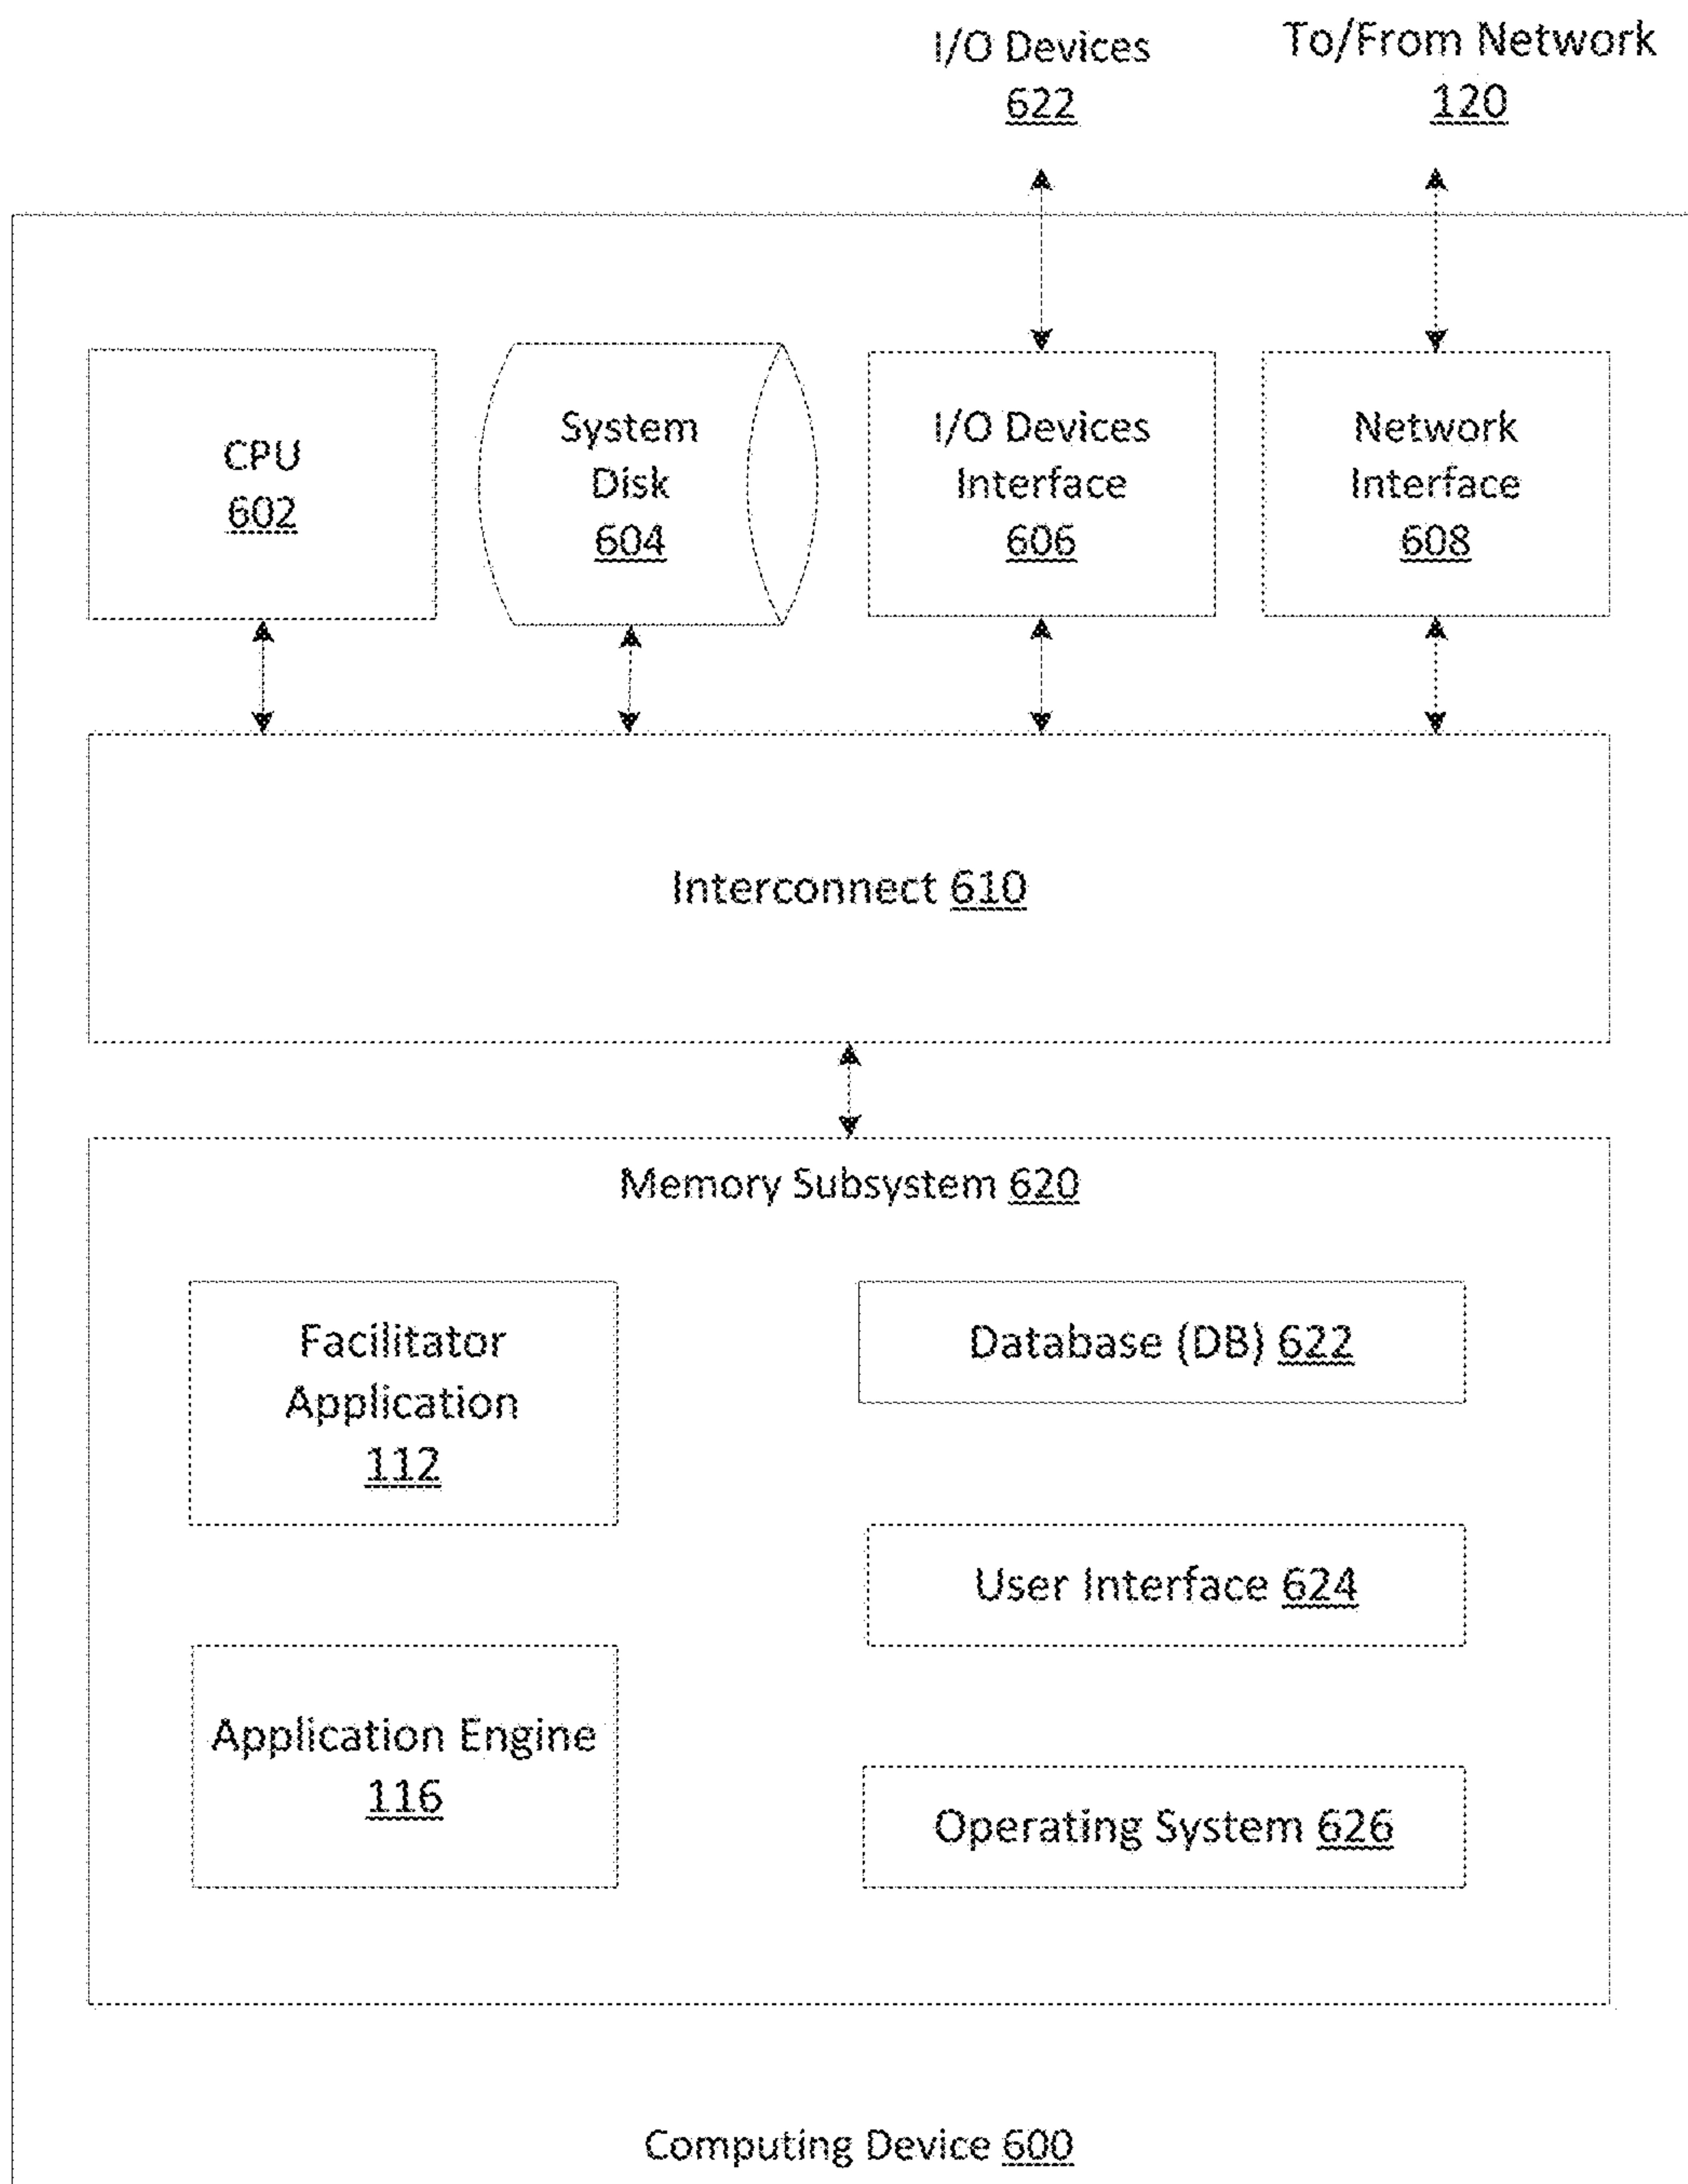 I/O Devices
622
To/From Network
120
CPU
602
System
Disk
604
I/O Devices
Interface
606
Network
Interface
608
Interconnect 610
Memory Subsystem 620
Facilitator
Application
112
Database (DB) 622
User Interface 624
Application Engine
116
Operating System 626
Computing Device 600